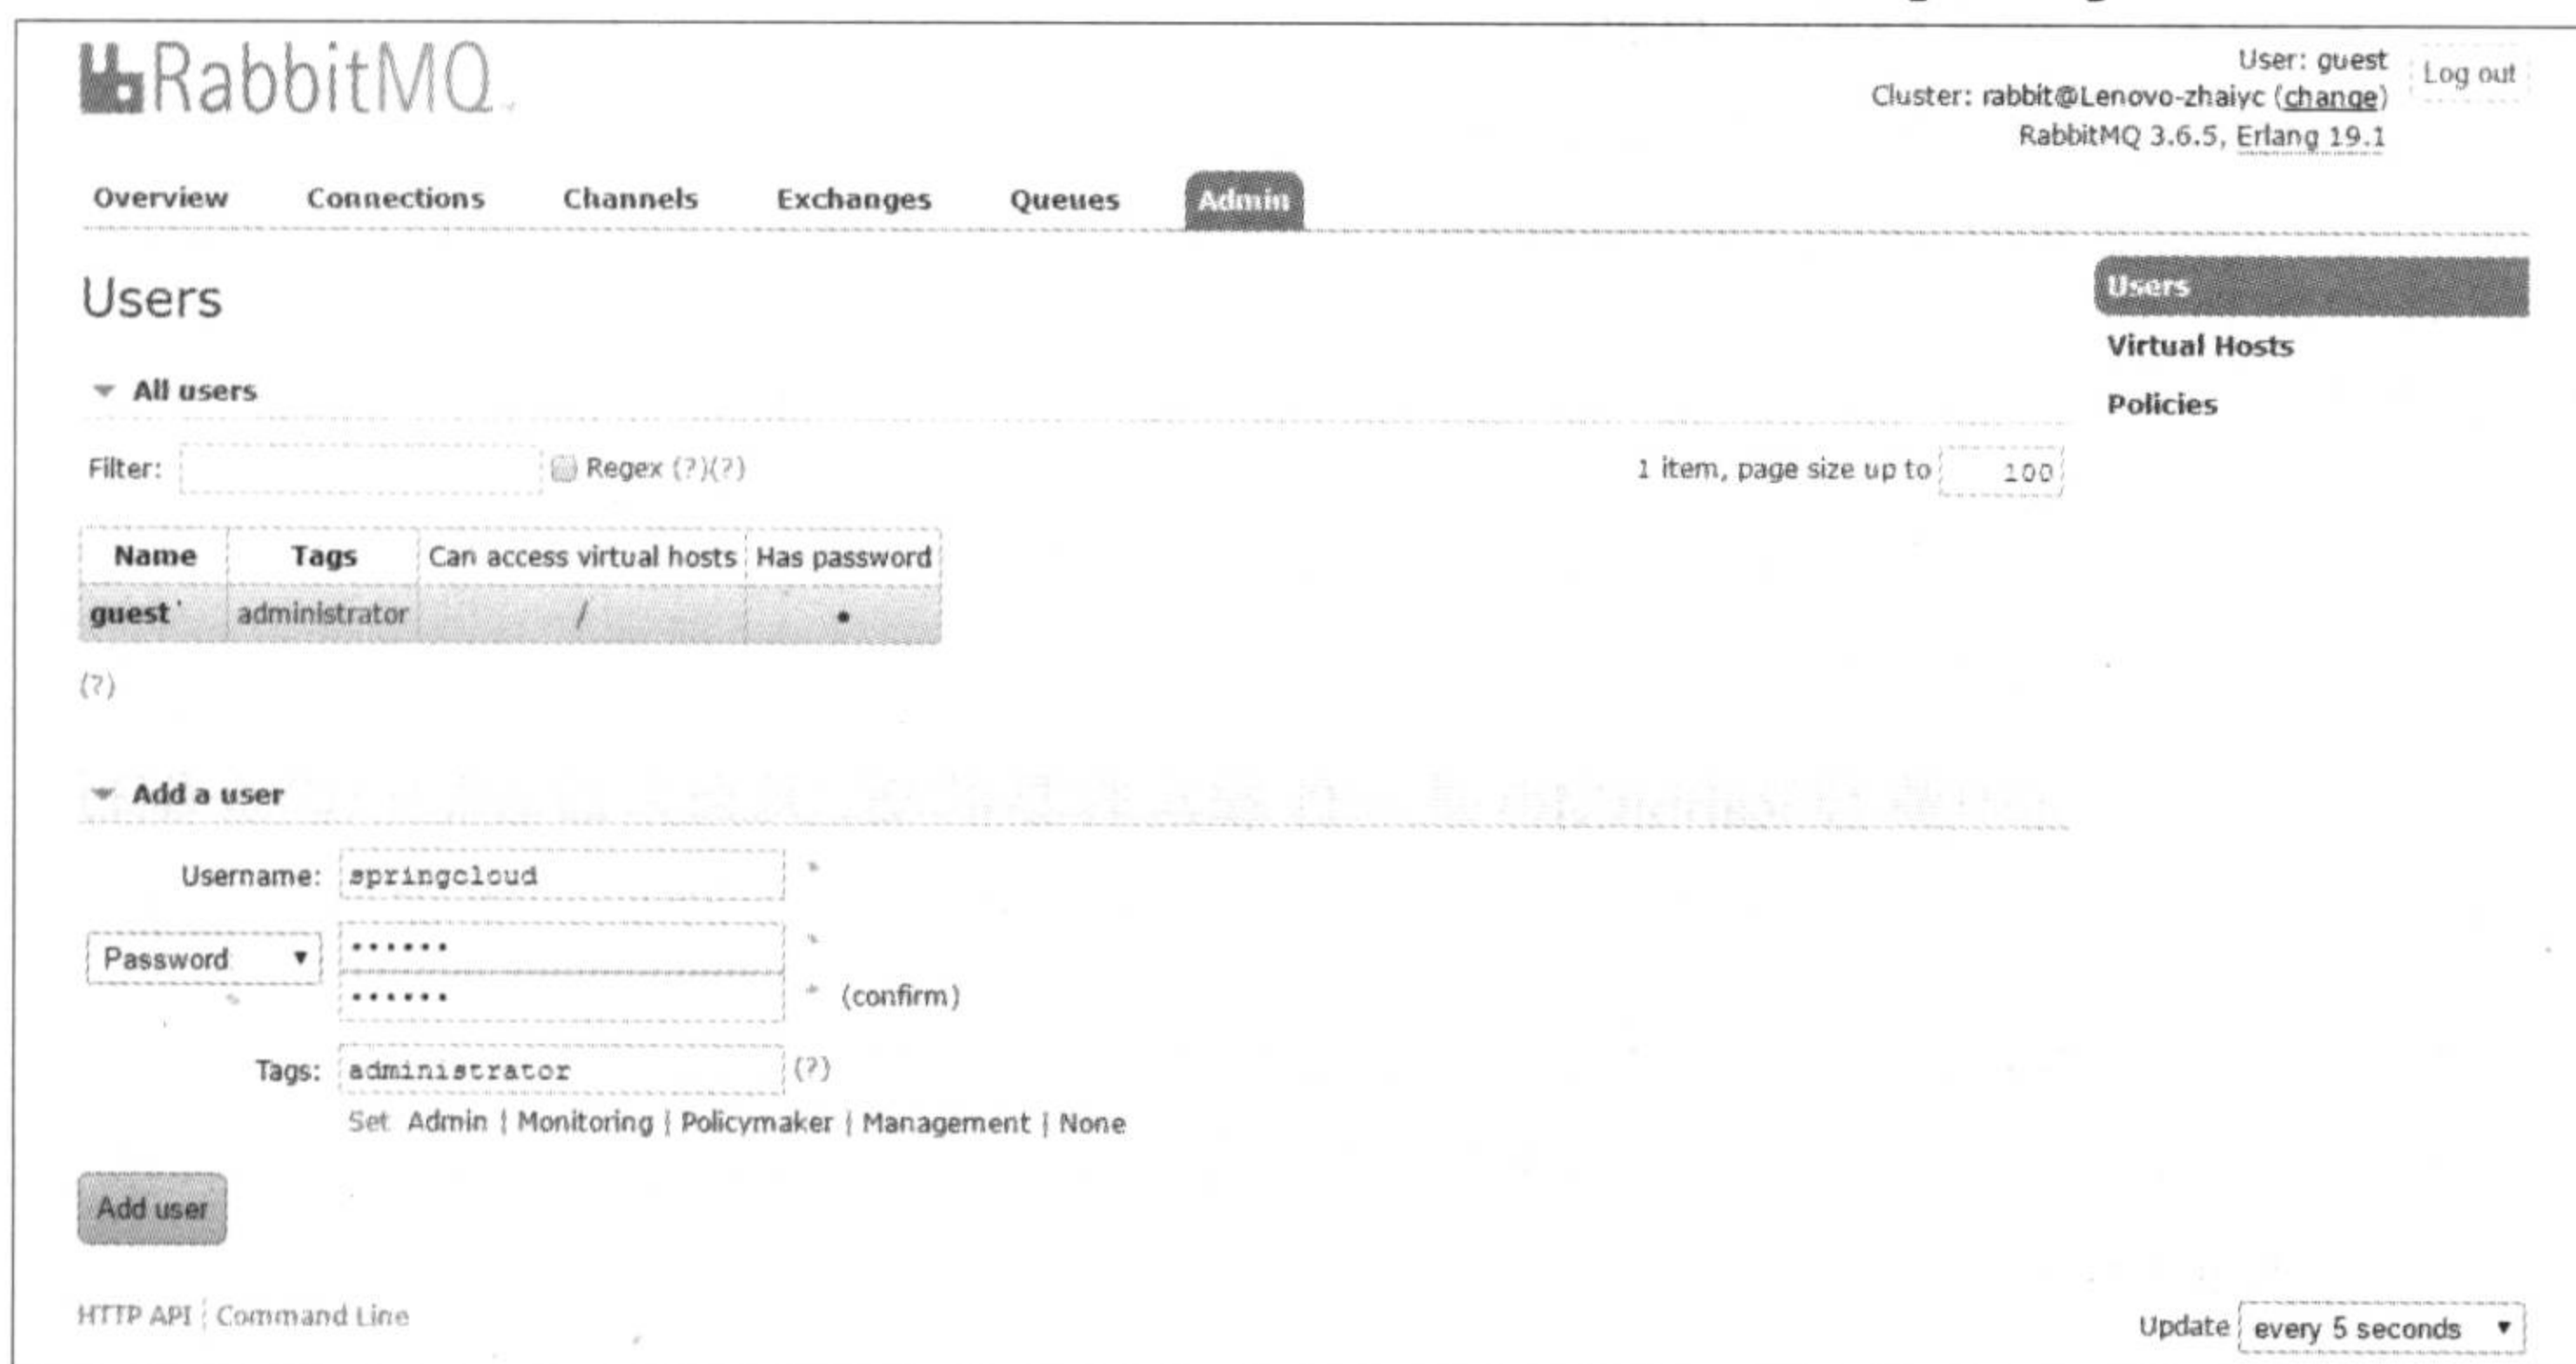 RabbitMQ
User: guest
Log out
Cluster: rabbit@Lenovo-zhaiyc (change)
RabbitMQ 3.6.5, Erlang 19.1
Overview Connections Channels Exchanges Queues Admin
Users
Users
Virtual Hosts
Policies
All users
Filter: Regex (?)(?) 1 item, page size up to 100
Name Tags Can access virtual hosts Has password
guest administrator / •
(?)
Add a user
Username: springcloud *
Password ▼ •••••• *
•••••• * (confirm)
Tags: administrator (?)
Set Admin | Monitoring | Policymaker | Management | None
Add user
HTTP API | Command Line
Update every 5 seconds ▼